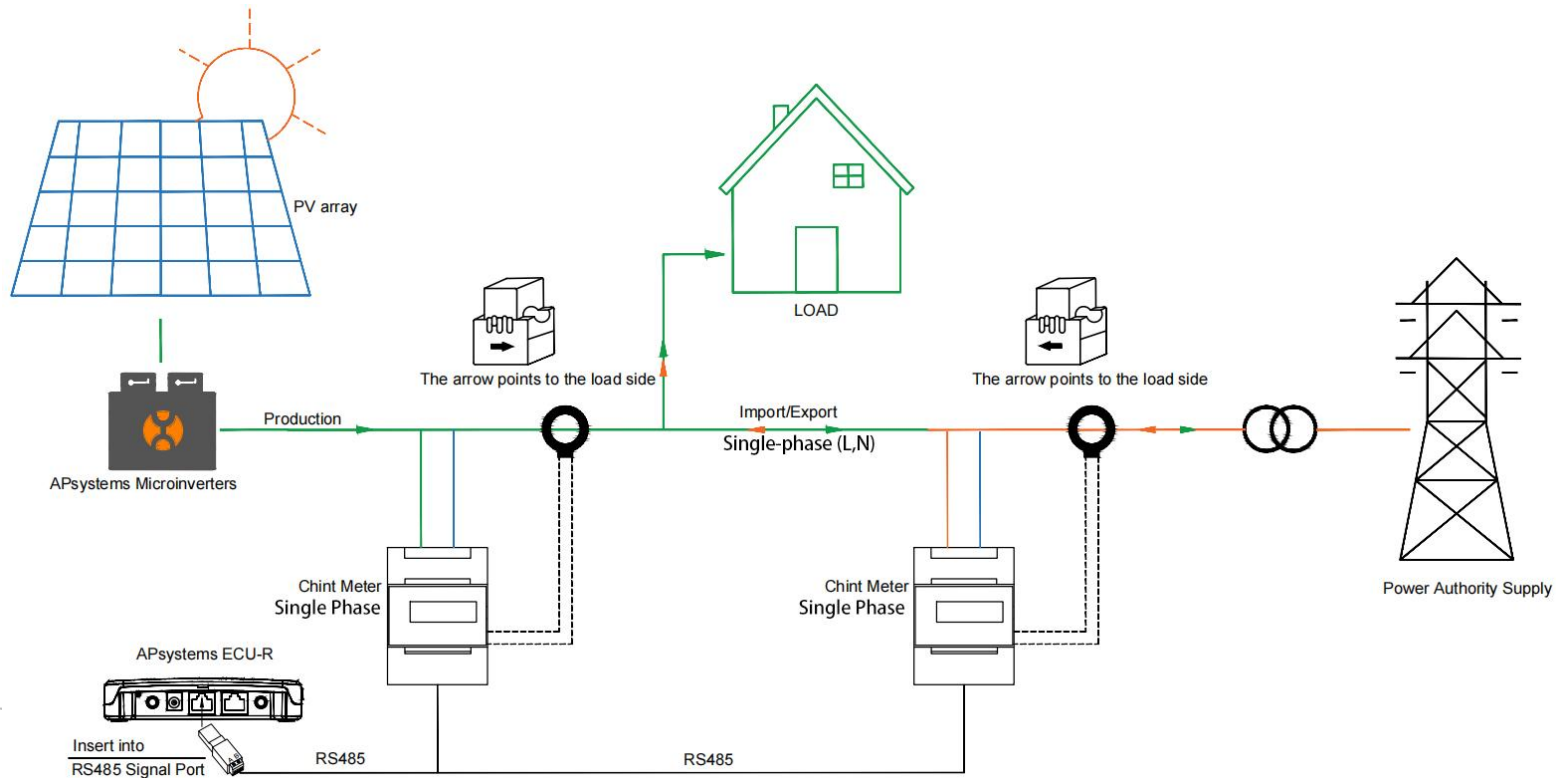 PV array
LOAD
The arrow points to the load side
The arrow points to the load side
Production
Import/Export
Single-phase (L,N)
APsystems Microinverters
Chint Meter
Single Phase
Chint Meter
Single Phase
Power Authority Supply
APsystems ECU-R
Insert into
RS485 Signal Port
RS485
RS485